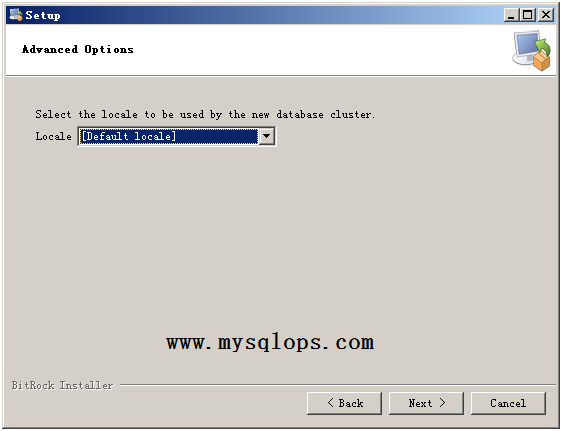 Setup
Advanced Options
Select the locale to be used by the new database cluster.
Locale [Default locale]
www.mysqlops.com
BitRock Installer
< Back Next > Cancel